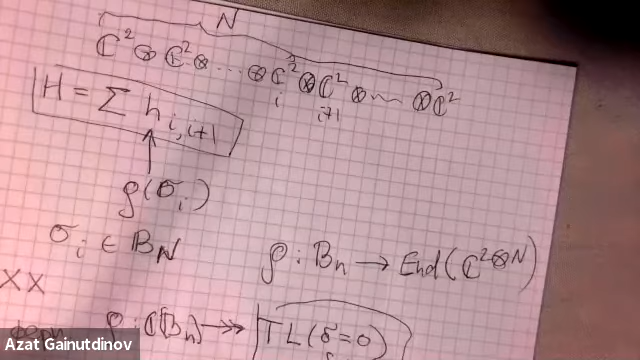 N
ℂ² ⊗ ℂ² ⊗ ... ⊗ ℂ² ⊗ ℂ² ⊗ ... ⊗ ℂ²
i i+1
H = Σ h_{i,i+1}
ρ(σ_i)
σ_i ∈ B_N
ρ : B_n → End(ℂ^{2⊗N})
XX
ρ : ℂ(B_n) ↠ TL(δ=0)
Azat Gainutdinov